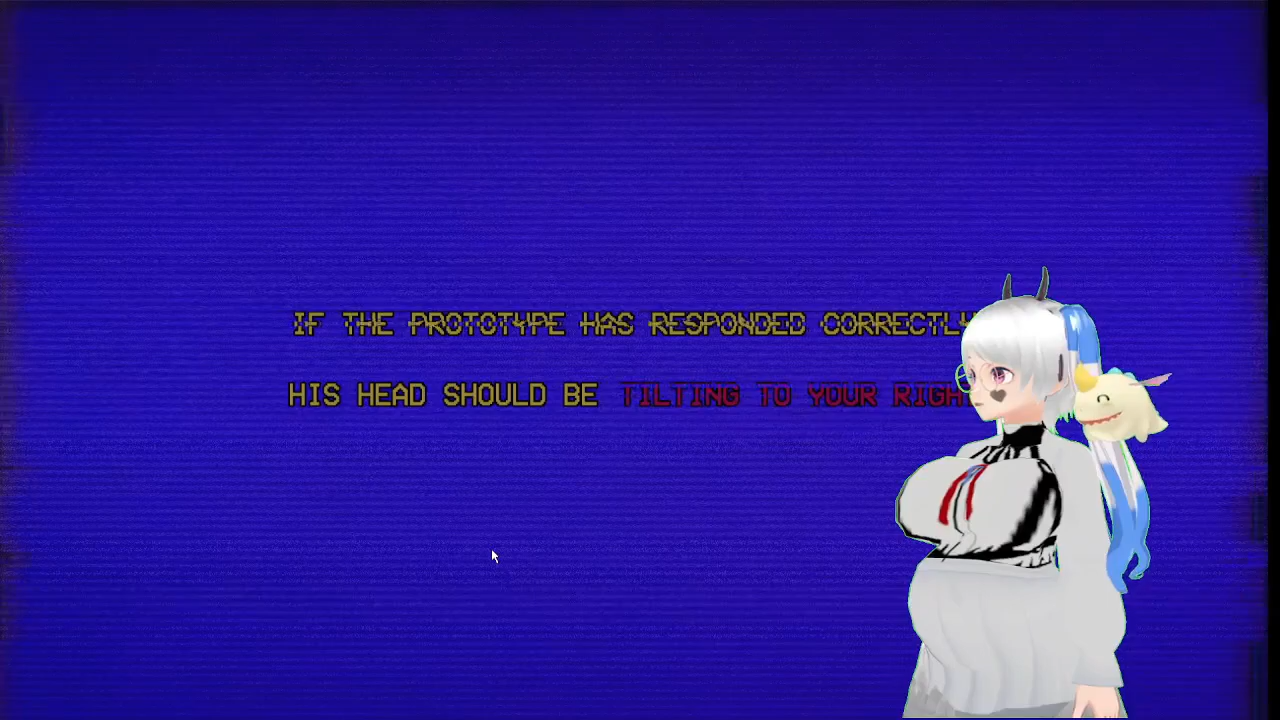 IF THE PROTOTYPE HAS RESPONDED CORRECTLY
HIS HEAD SHOULD BE TILTING TO YOUR RIGH